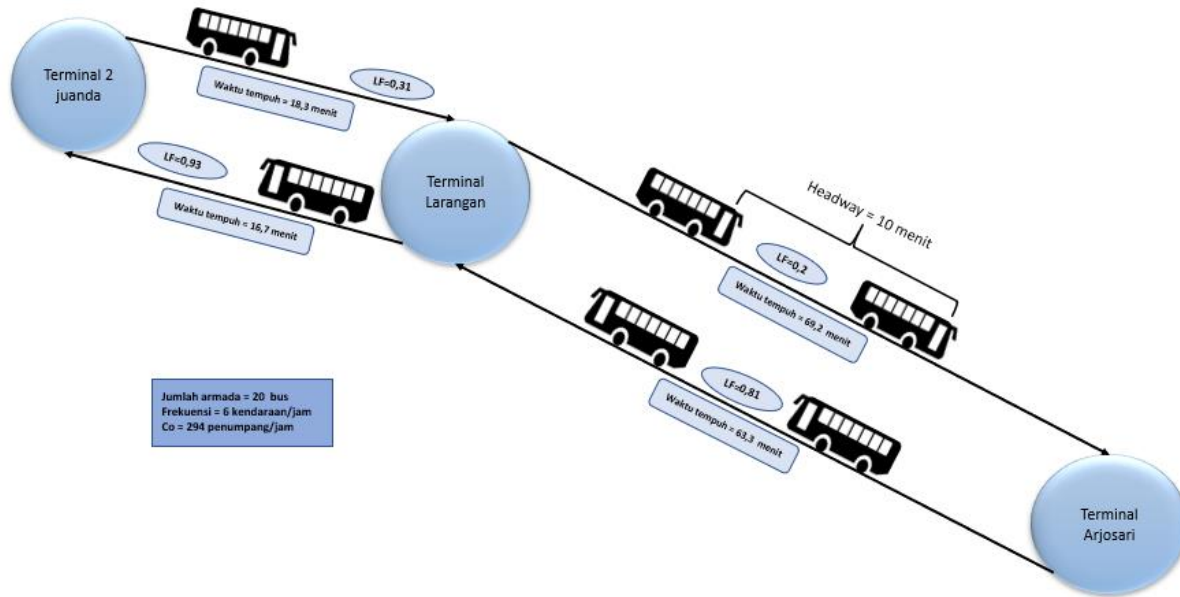 Terminal 2
juanda
LF=0,31
Waktu tempuh = 18,3 menit
LF=0,93
Waktu tempuh = 16,7 menit
Terminal
Larangan
Headway = 10 menit
LF=0,2
Waktu tempuh = 69,2 menit
LF=0,81
Waktu tempuh = 63,3 menit
Jumlah armada = 20 bus
Frekuensi = 6 kendaraan/jam
Co = 294 penumpang/jam
Terminal
Arjosari